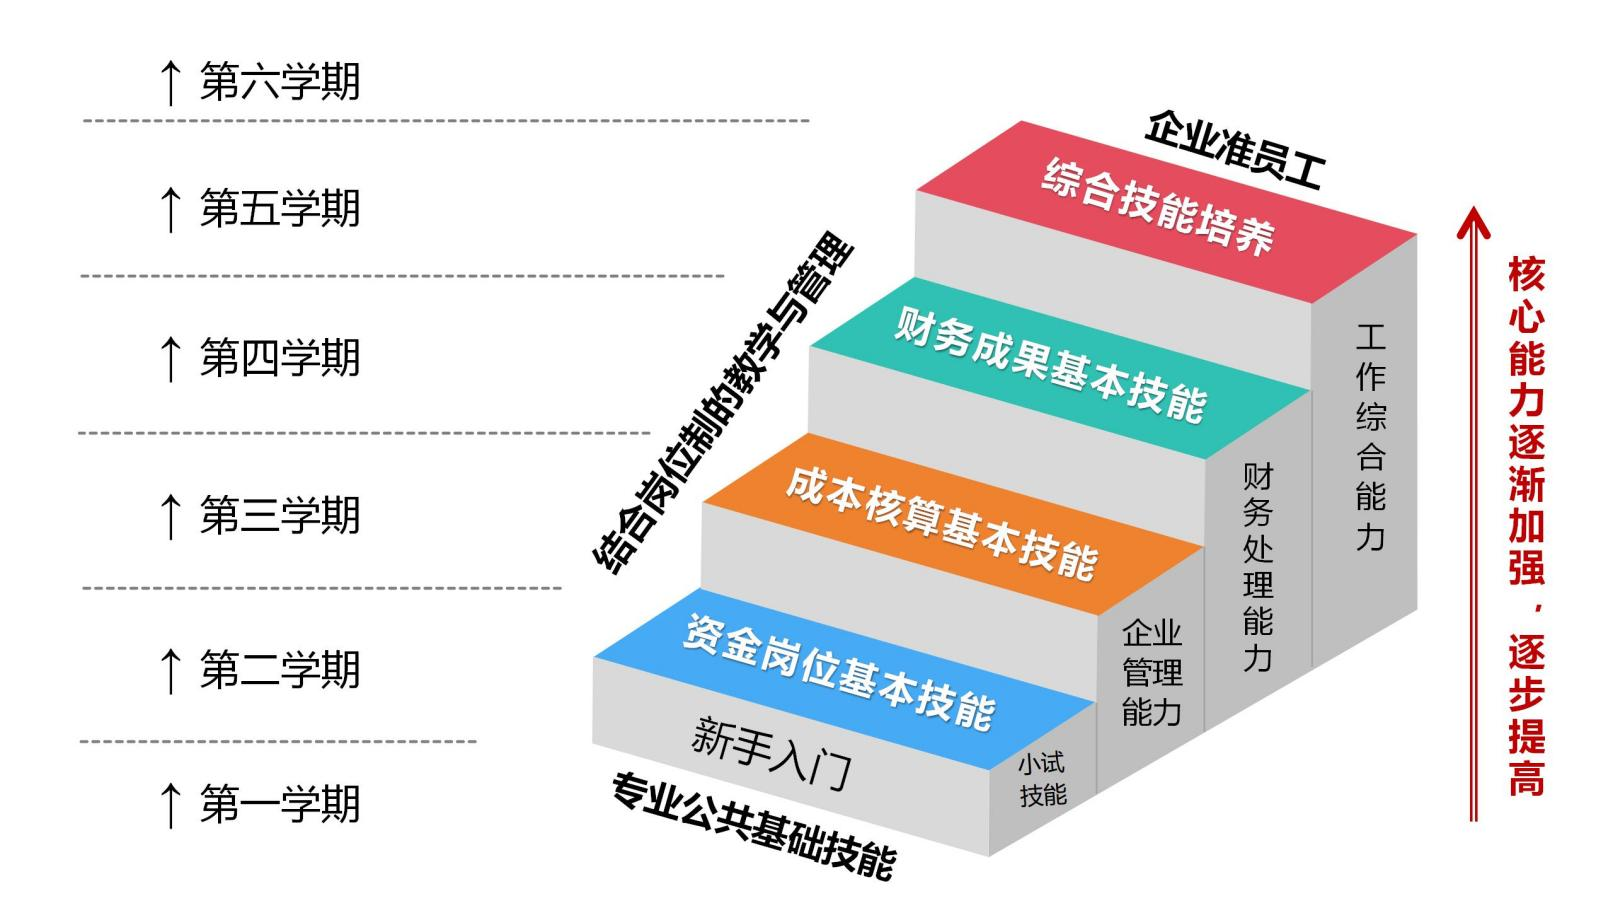 ↑ 第六学期
↑ 第五学期
↑ 第四学期
↑ 第三学期
↑ 第二学期
↑ 第一学期
结合岗位制的教学与管理
企业准员工
综合技能培养
财务成果基本技能
成本核算基本技能
资金岗位基本技能
新手入门
专业公共基础技能
小试
技能
企业
管理
能力
财务处理能力
工作综合能力
核心能力逐渐加强，逐步提高